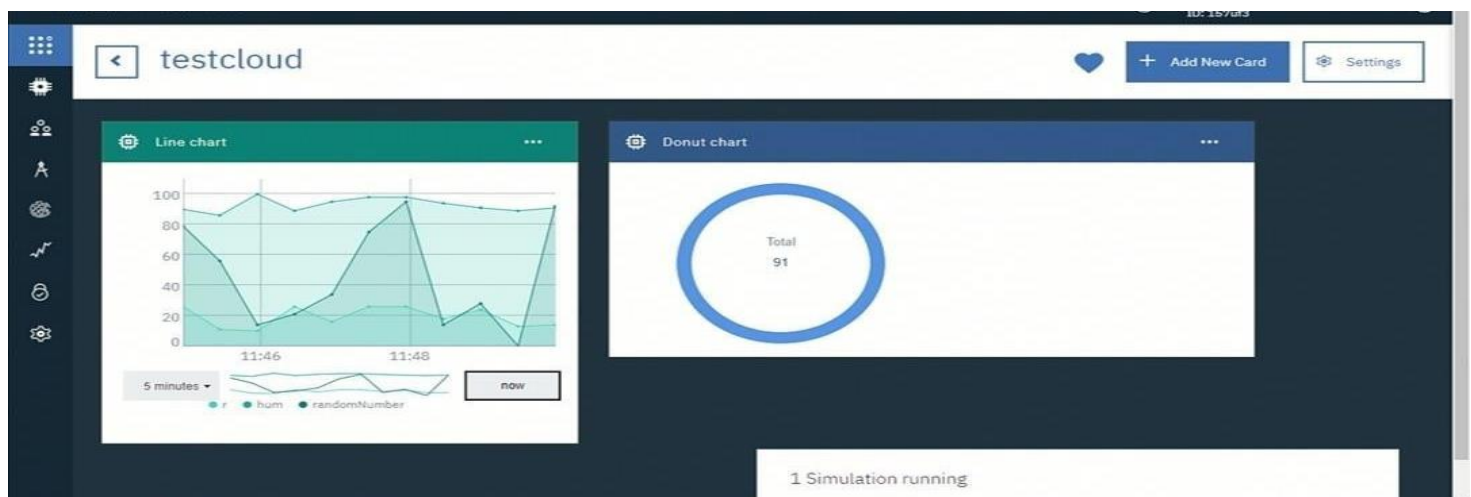 testcloud
+ Add New Card
Settings
Line chart
Donut chart
100
80
60
40
20
0
11:46
11:48
Total
91
5 minutes
now
r hum randomNumber
1 Simulation running